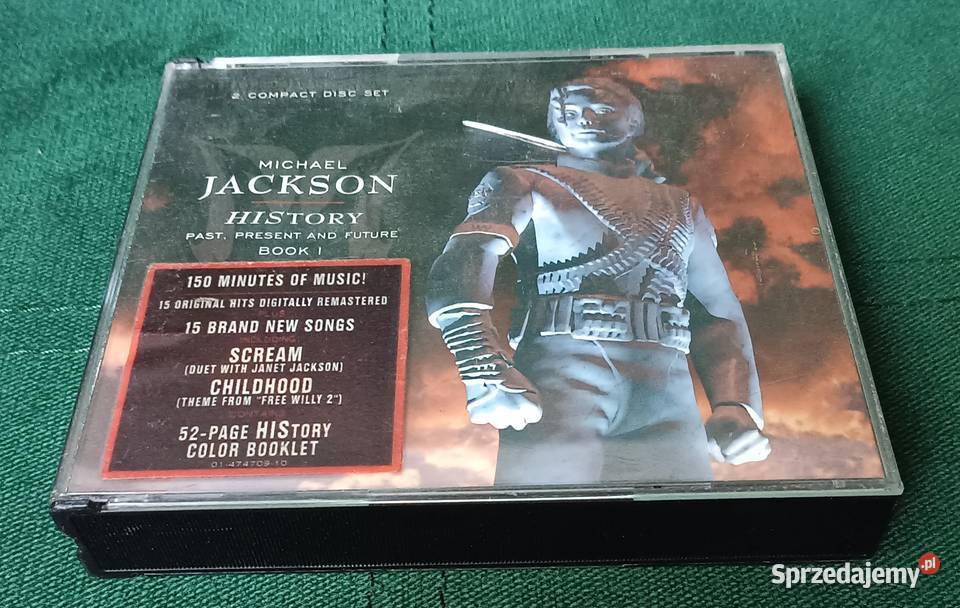 2 COMPACT DISC SET
MICHAEL
JACKSON
HISTORY
PAST, PRESENT AND FUTURE
BOOK I
150 MINUTES OF MUSIC!
15 ORIGINAL HITS DIGITALLY REMASTERED
PLUS
15 BRAND NEW SONGS
INCLUDING
SCREAM
(DUET WITH JANET JACKSON)
CHILDHOOD
(THEME FROM "FREE WILLY 2")
CONTAINS
52-PAGE HIStory
COLOR BOOKLET
01-474709-10
Sprzedajemy.pl